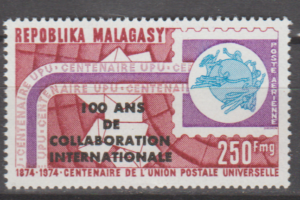 REPOBLIKA MALAGASY
CENTENAIRE UPU · CENTENAIRE UPU
POSTE AERIENNE
100 ANS
DE
COLLABORATION
INTERNATIONALE
250 Fmg
1874-1974-CENTENAIRE DE L'UNION POSTALE UNIVERSELLE